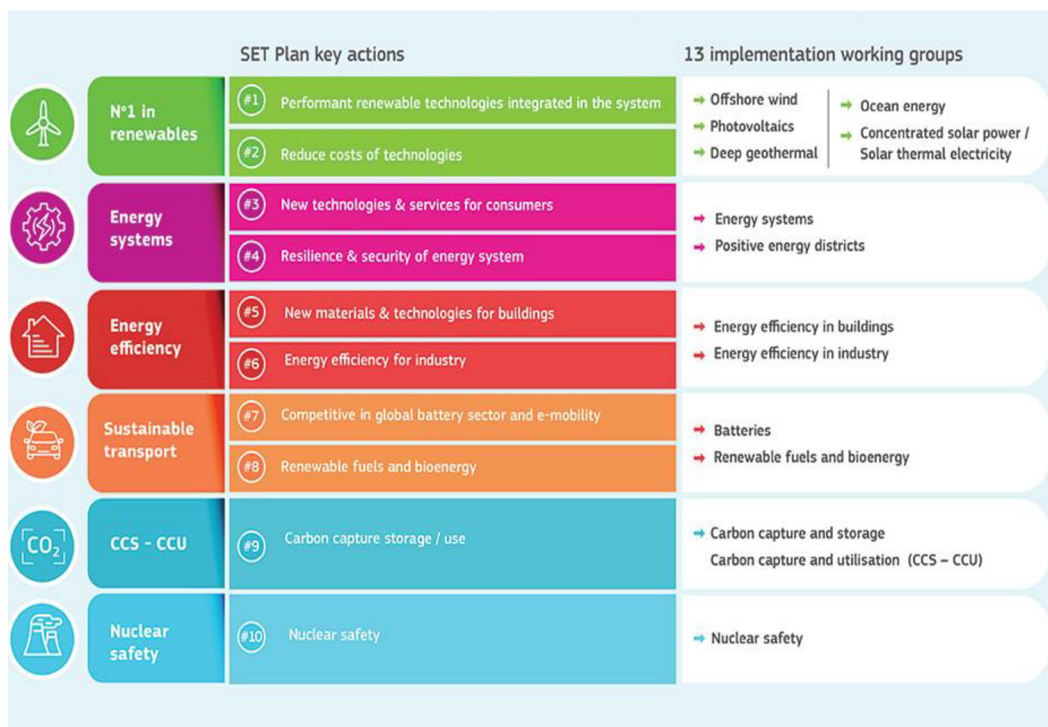 SET Plan key actions
13 implementation working groups
Nº1 in
renewables
#1 Performant renewable technologies integrated in the system
#2 Reduce costs of technologies
→ Offshore wind
→ Photovoltaics
→ Deep geothermal
→ Ocean energy
→ Concentrated solar power /
Solar thermal electricity
Energy
systems
#3 New technologies & services for consumers
#4 Resilience & security of energy system
→ Energy systems
→ Positive energy districts
Energy
efficiency
#5 New materials & technologies for buildings
#6 Energy efficiency for industry
→ Energy efficiency in buildings
→ Energy efficiency in industry
Sustainable
transport
#7 Competitive in global battery sector and e-mobility
#8 Renewable fuels and bioenergy
→ Batteries
→ Renewable fuels and bioenergy
CO₂
CCS - CCU
#9 Carbon capture storage / use
→ Carbon capture and storage
Carbon capture and utilisation (CCS – CCU)
Nuclear
safety
#10 Nuclear safety
→ Nuclear safety